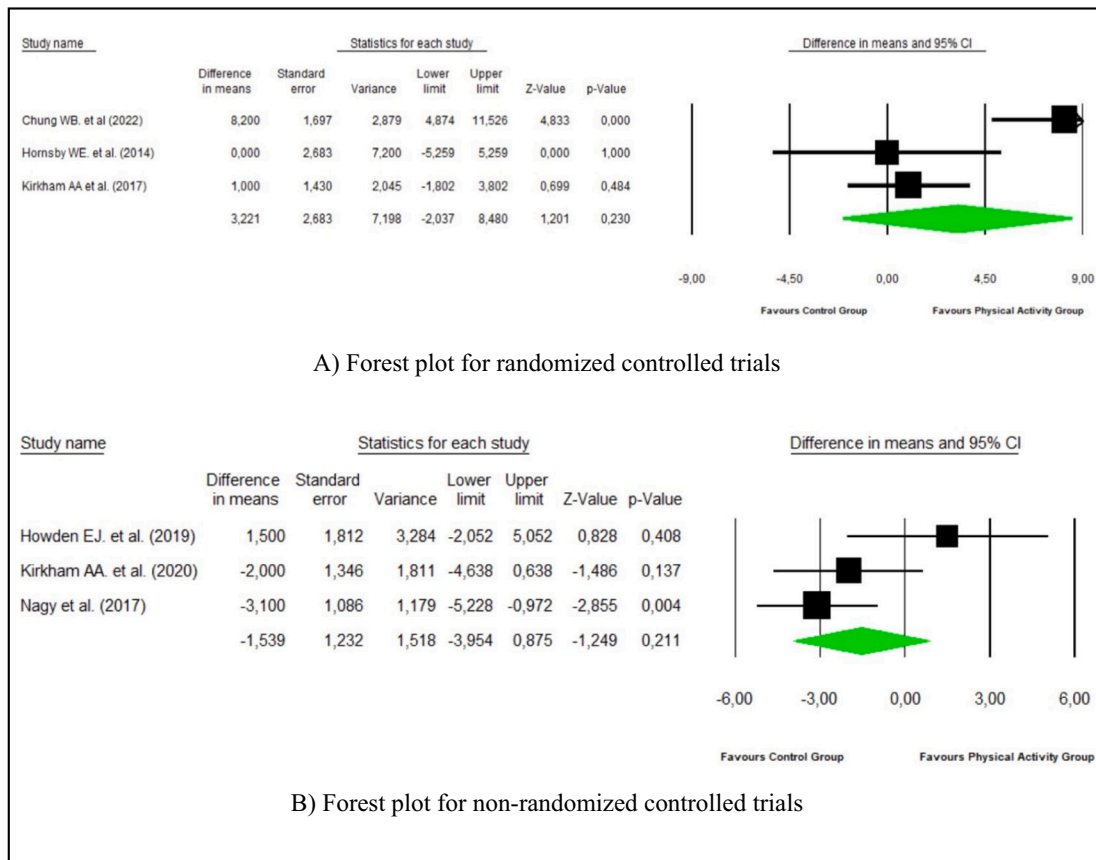 Study name Statistics for each study Difference in means and 95% CI
Difference in means Standard error Variance Lower limit Upper limit Z-Value p-Value
Chung WB. et al (2022) 8,200 1,697 2,879 4,874 11,526 4,833 0,000
Hornsby WE. et al. (2014) 0,000 2,683 7,200 -5,259 5,259 0,000 1,000
Kirkham AA et al. (2017) 1,000 1,430 2,045 -1,802 3,802 0,699 0,484
3,221 2,683 7,198 -2,037 8,480 1,201 0,230
-9,00 -4,50 0,00 4,50 9,00
Favours Control Group Favours Physical Activity Group
A) Forest plot for randomized controlled trials
Study name Statistics for each study Difference in means and 95% CI
Difference in means Standard error Variance Lower limit Upper limit Z-Value p-Value
Howden EJ. et al. (2019) 1,500 1,812 3,284 -2,052 5,052 0,828 0,408
Kirkham AA. et al. (2020) -2,000 1,346 1,811 -4,638 0,638 -1,486 0,137
Nagy et al. (2017) -3,100 1,086 1,179 -5,228 -0,972 -2,855 0,004
-1,539 1,232 1,518 -3,954 0,875 -1,249 0,211
-6,00 -3,00 0,00 3,00 6,00
Favours Control Group Favours Physical Activity Group
B) Forest plot for non-randomized controlled trials